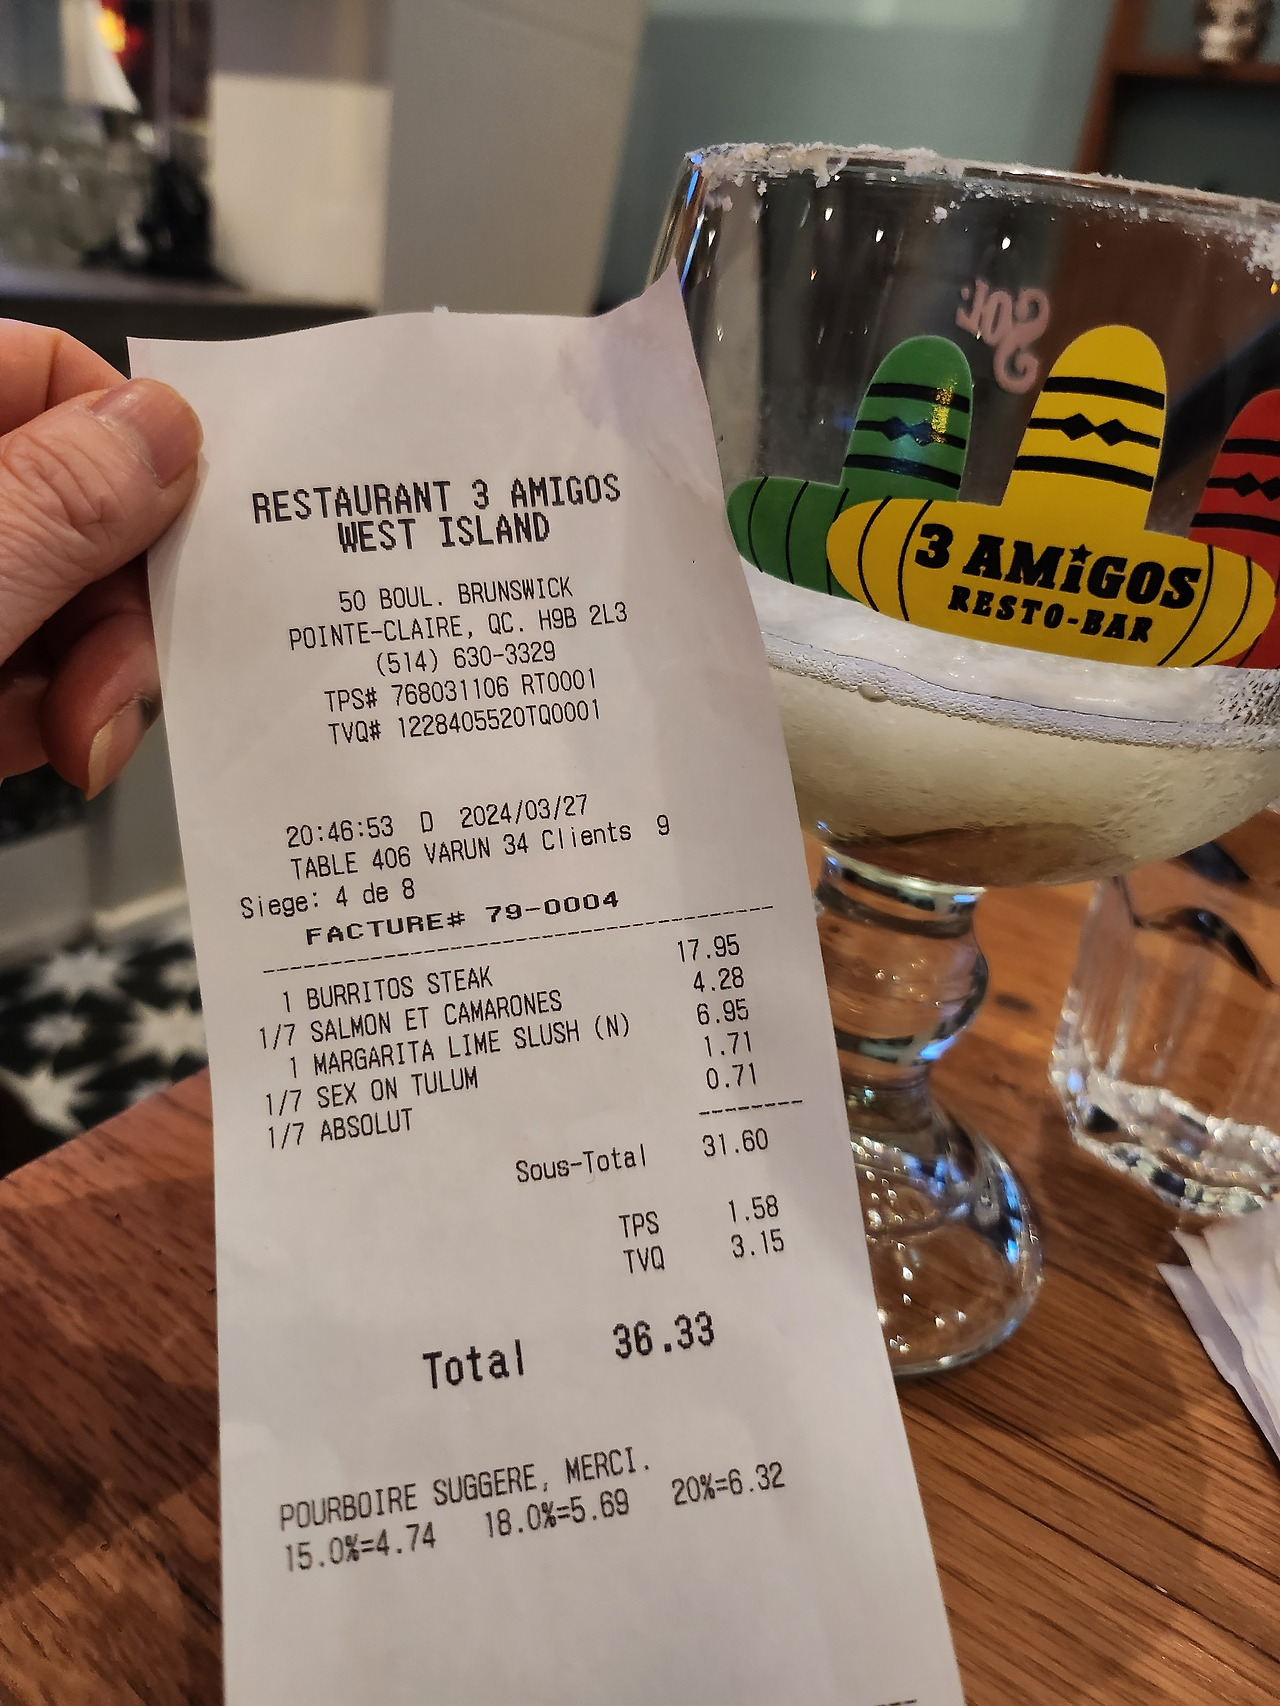 RESTAURANT 3 AMIGOS
WEST ISLAND
50 BOUL. BRUNSWICK
POINTE-CLAIRE, QC. H9B 2L3
(514) 630-3329
TPS# 768031106 RT0001
TVQ# 1228405520TQ0001
20:46:53 D 2024/03/27
TABLE 406 VARUN 34 Clients 9
Siege: 4 de 8
FACTURE# 79-0004
1 BURRITOS STEAK 17.95
1/7 SALMON ET CAMARONES 4.28
1 MARGARITA LIME SLUSH (N) 6.95
1/7 SEX ON TULUM 1.71
1/7 ABSOLUT 0.71
Sous-Total 31.60
TPS 1.58
TVQ 3.15
Total 36.33
POURBOIRE SUGGERE, MERCI.
15.0%=4.74 18.0%=5.69 20%=6.32
Sol
3 AMiGOS
RESTO-BAR